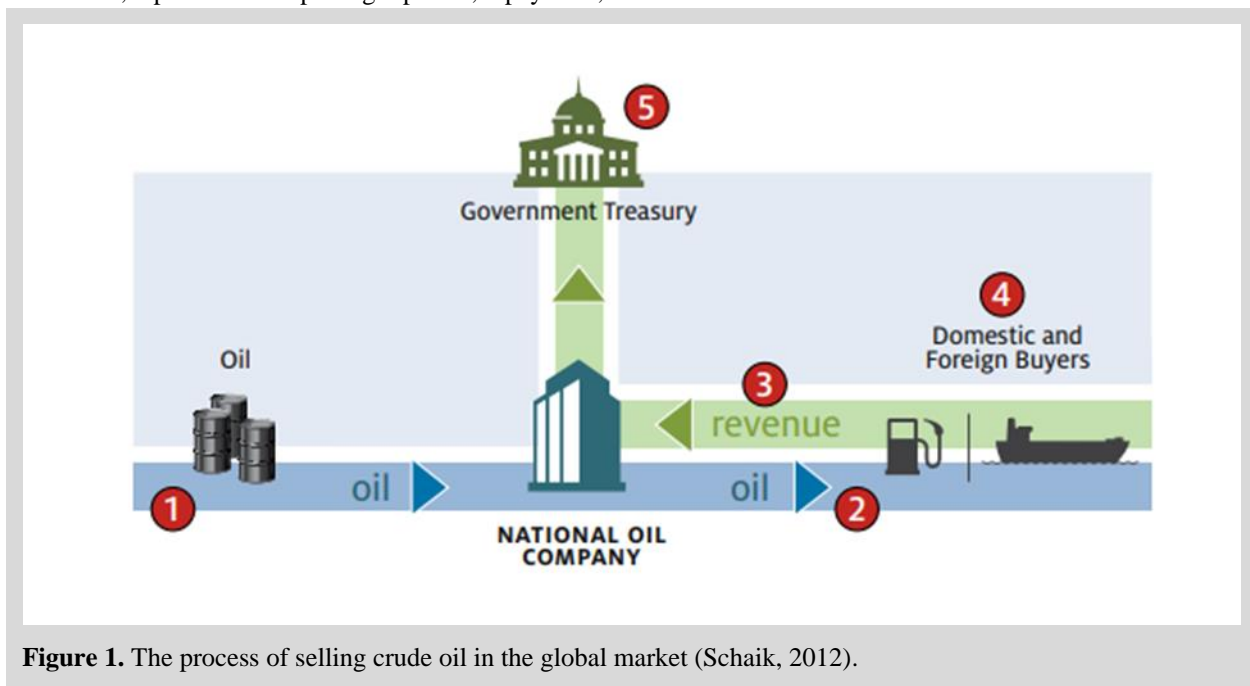 5
Government Treasury
4
Domestic and
Foreign Buyers
Oil
3
revenue
oil
oil
1
2
NATIONAL OIL
COMPANY
Figure 1. The process of selling crude oil in the global market (Schaik, 2012).